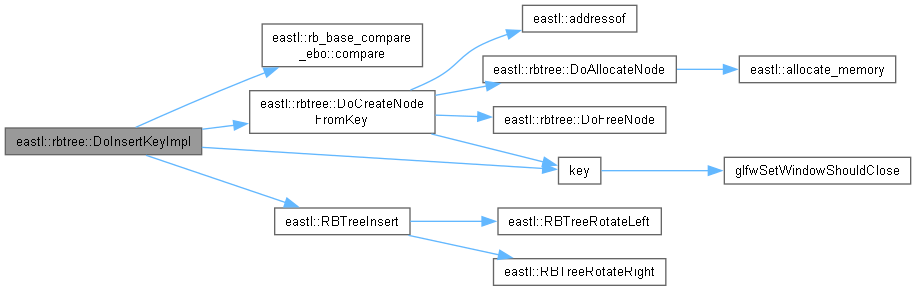 eastl::rbtree::DoInsertKeyImpl
eastl::rb_base_compare
_ebo::compare
eastl::rbtree::DoCreateNode
FromKey
eastl::addressof
eastl::rbtree::DoAllocateNode
eastl::allocate_memory
eastl::rbtree::DoFreeNode
key
glfwSetWindowShouldClose
eastl::RBTreeInsert
eastl::RBTreeRotateLeft
eastl::RBTreeRotateRight